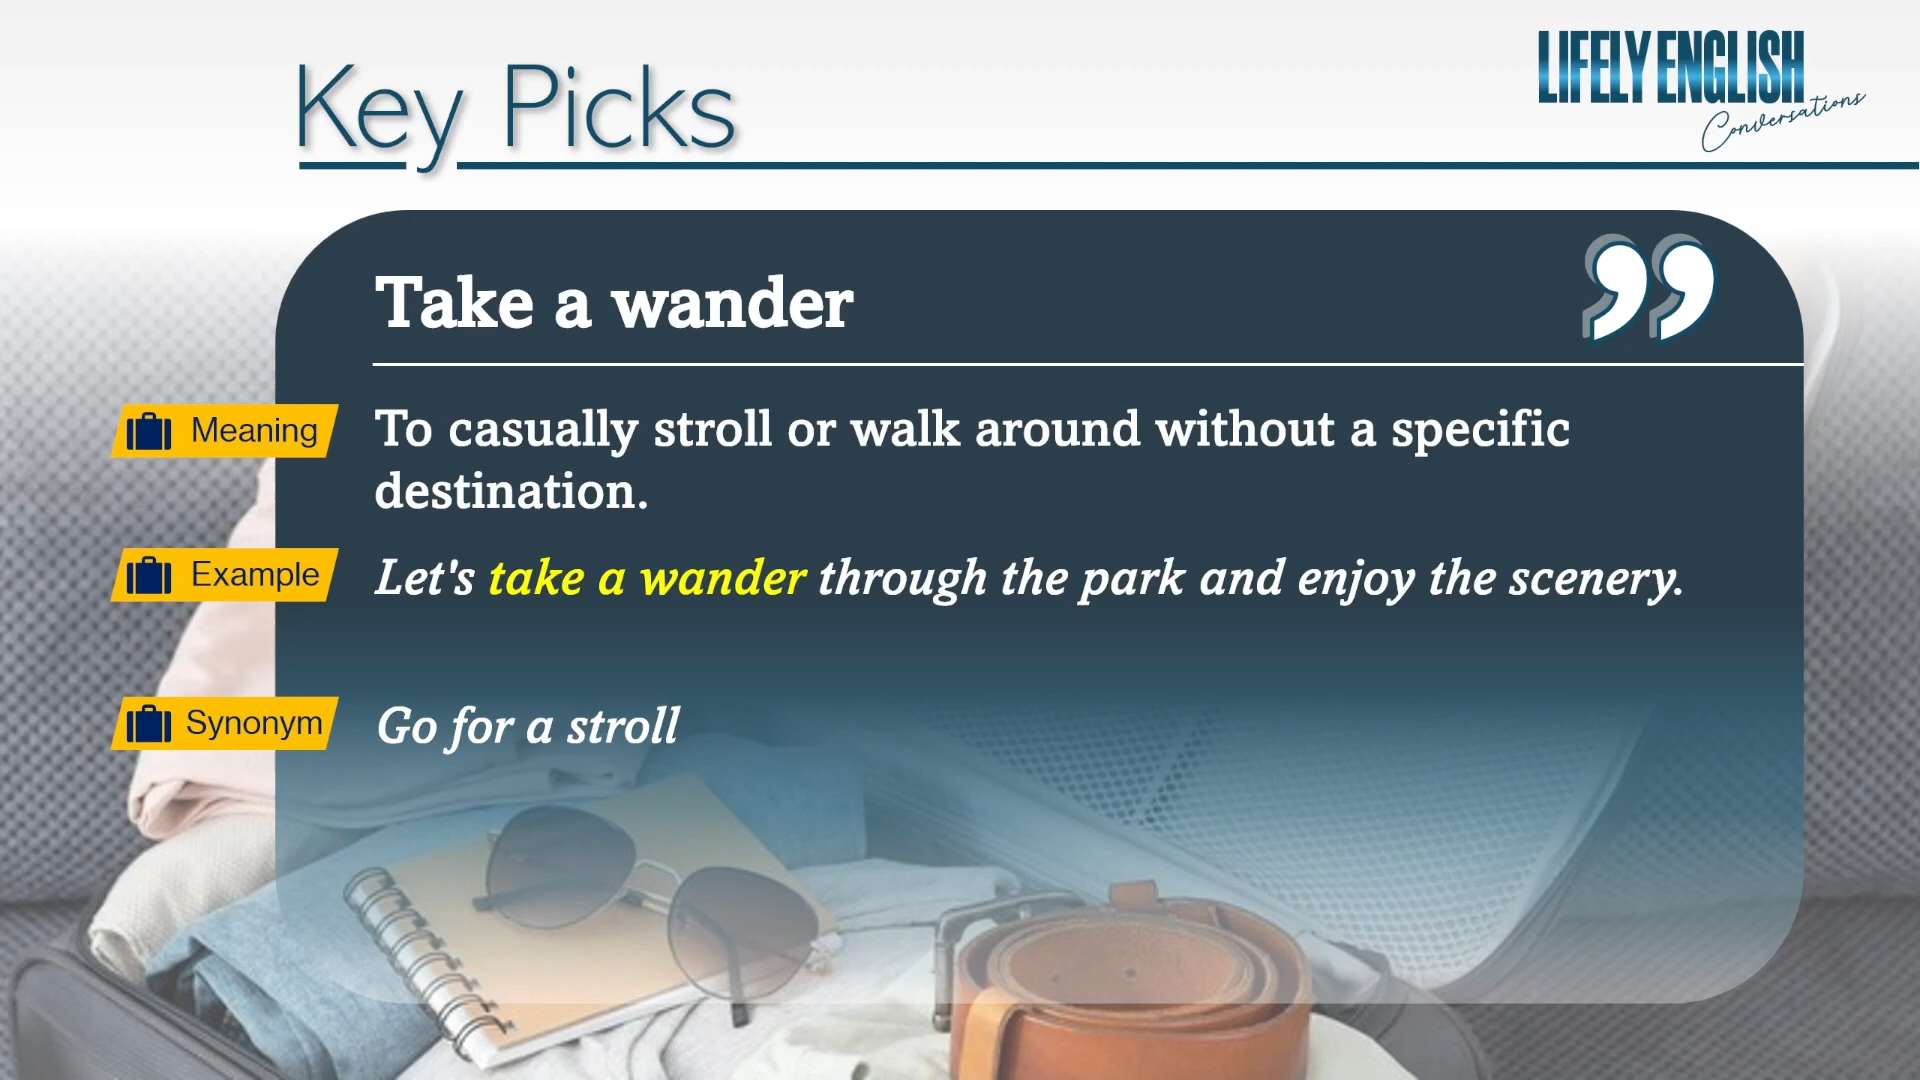 Key Picks
LIFELY ENGLISH
Conversations
Take a wander
Meaning
To casually stroll or walk around without a specific
destination.
Example
Let's take a wander through the park and enjoy the scenery.
Synonym
Go for a stroll